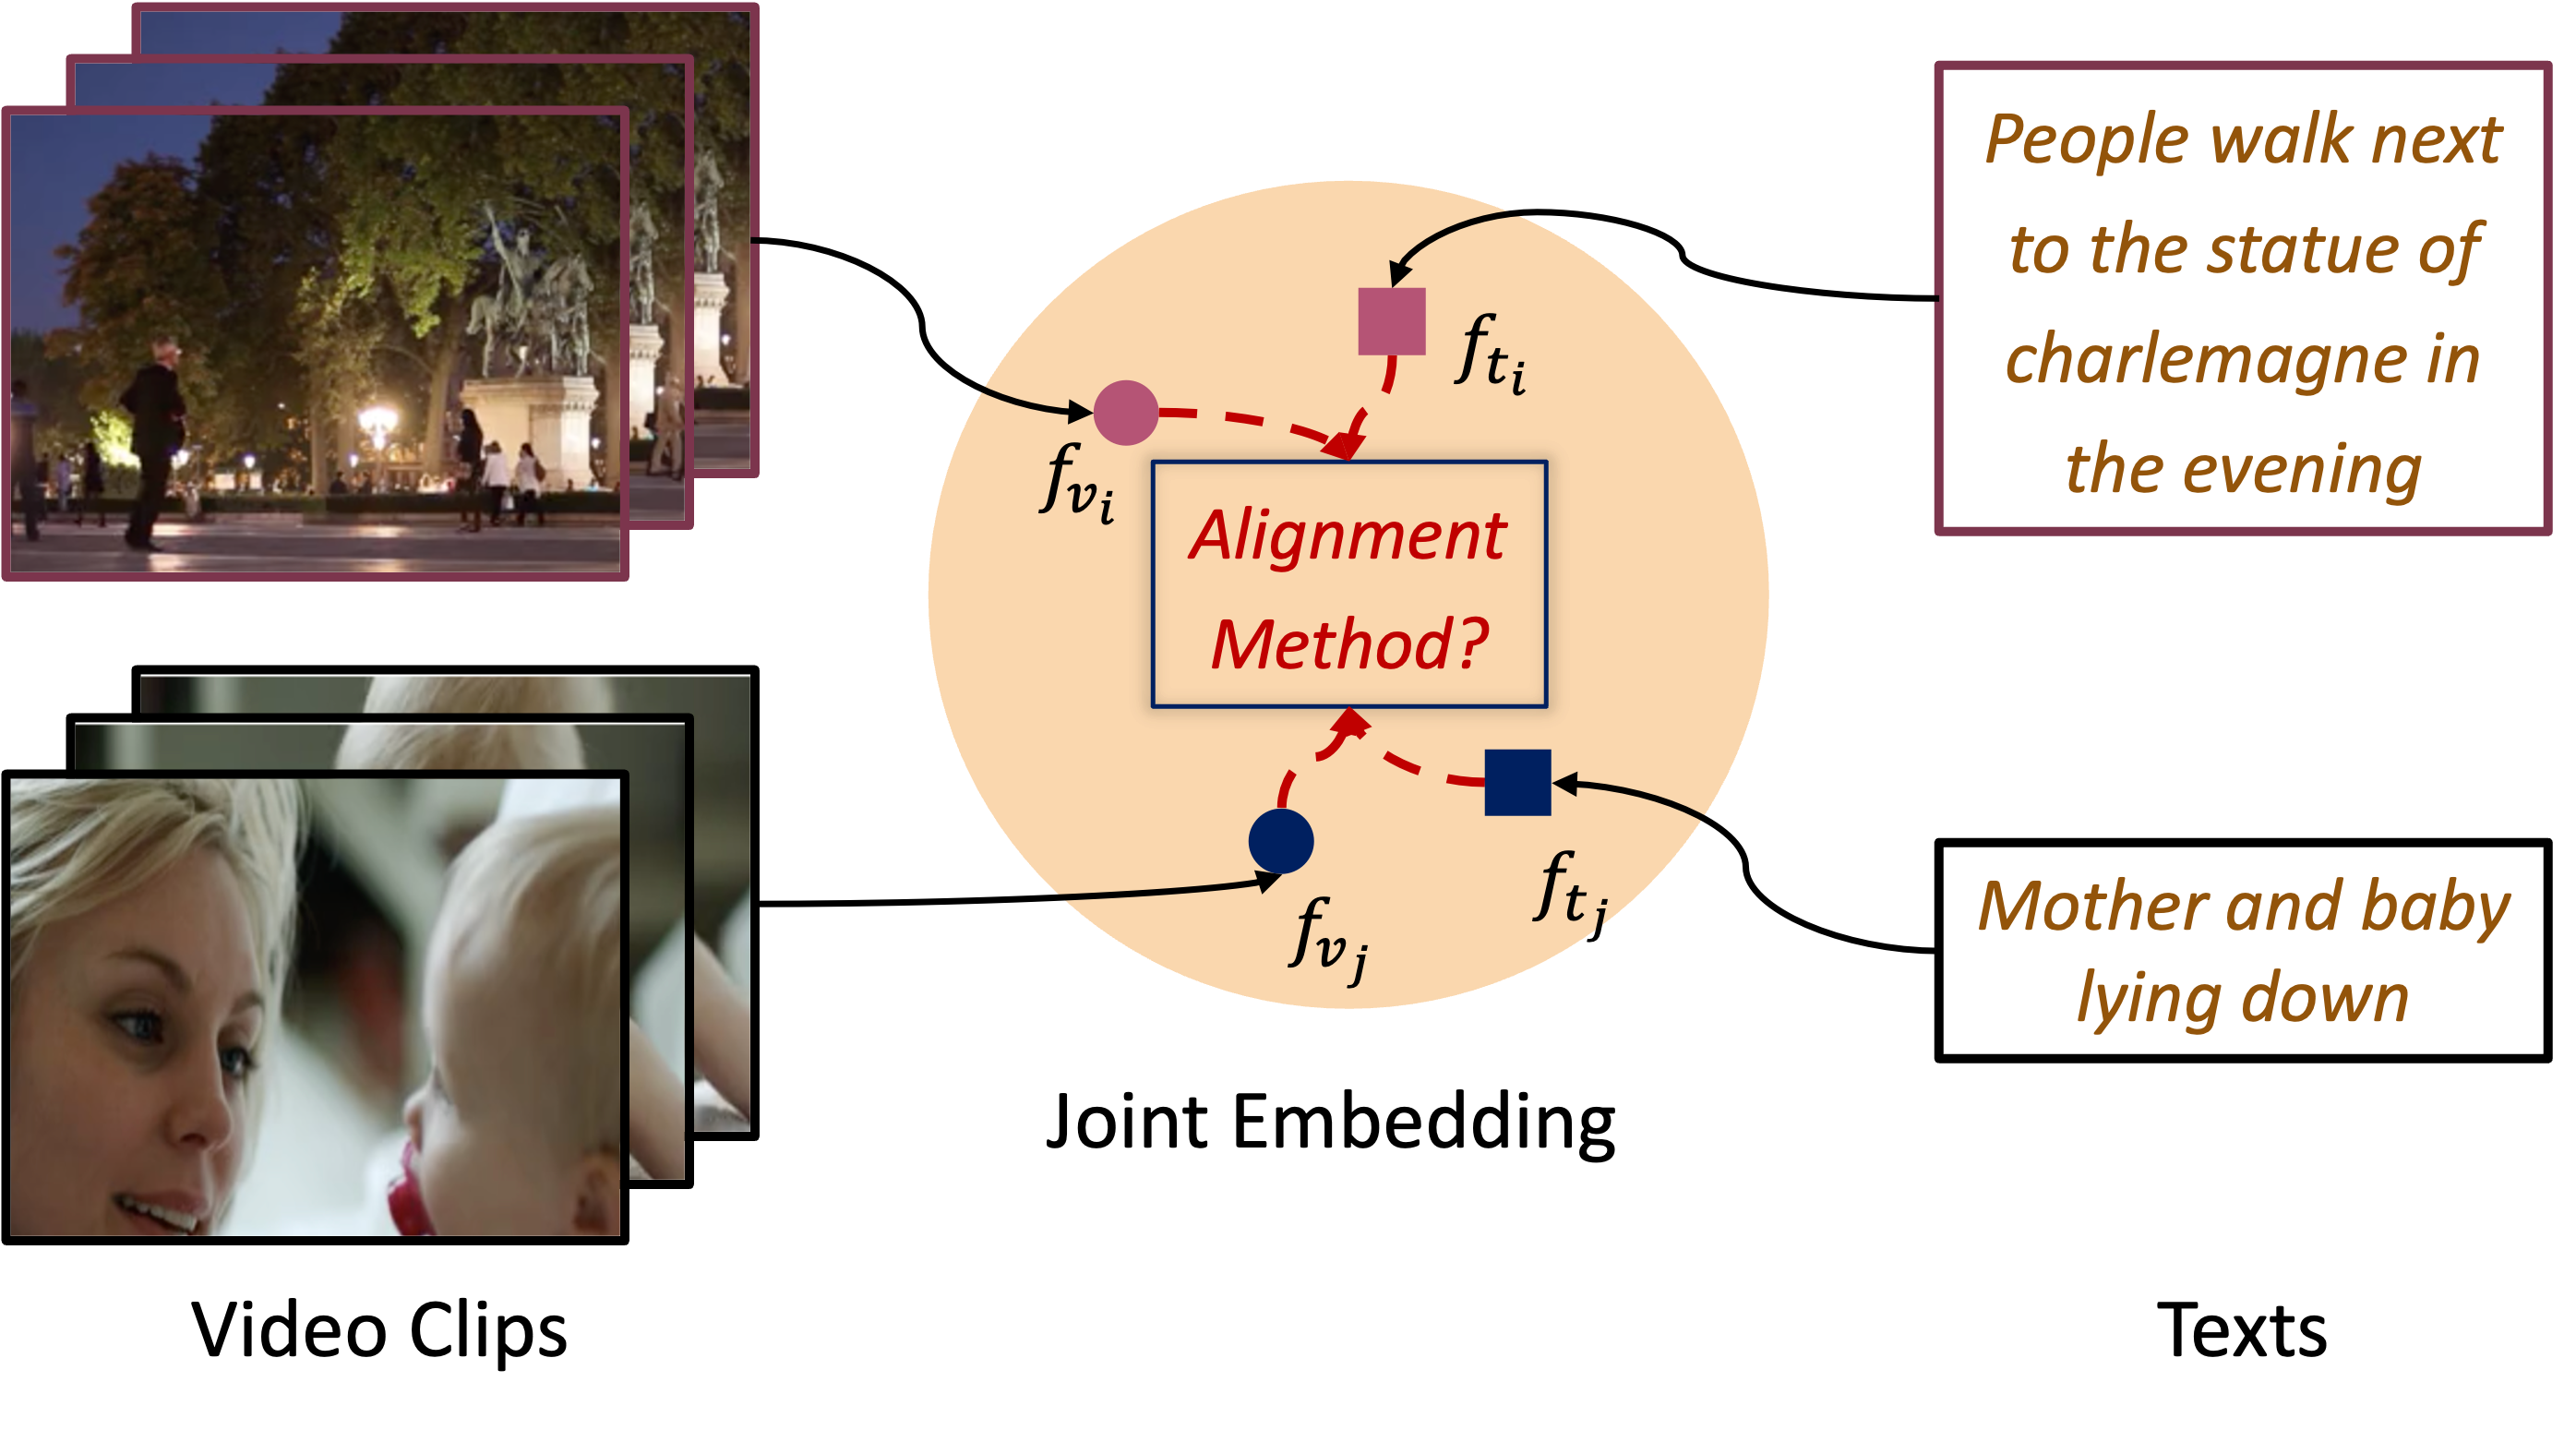 People walk next
to the statue of
charlemagne in
the evening
f_{t_i}
f_{v_i}
Alignment
Method?
f_{t_j}
f_{v_j}
Mother and baby
lying down
Joint Embedding
Video Clips
Texts